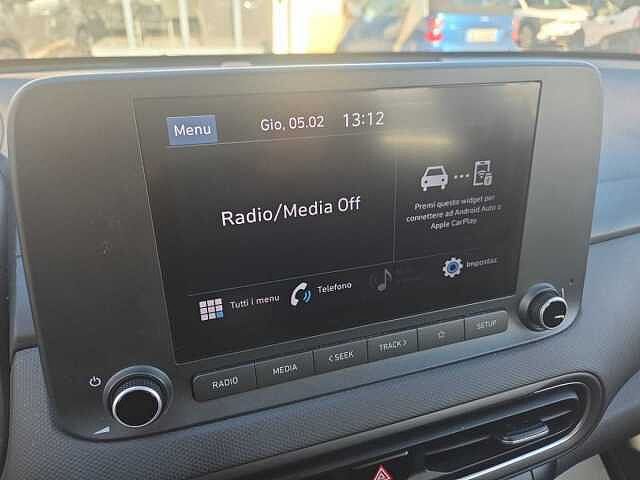 Menu
Gio, 05.02
13:12
Radio/Media Off
Premi questo widget per
connettere ad Android Auto o
Apple CarPlay
Tutti i menu
Telefono
Impostaz.
RADIO
MEDIA
< SEEK
TRACK >
☆
SETUP